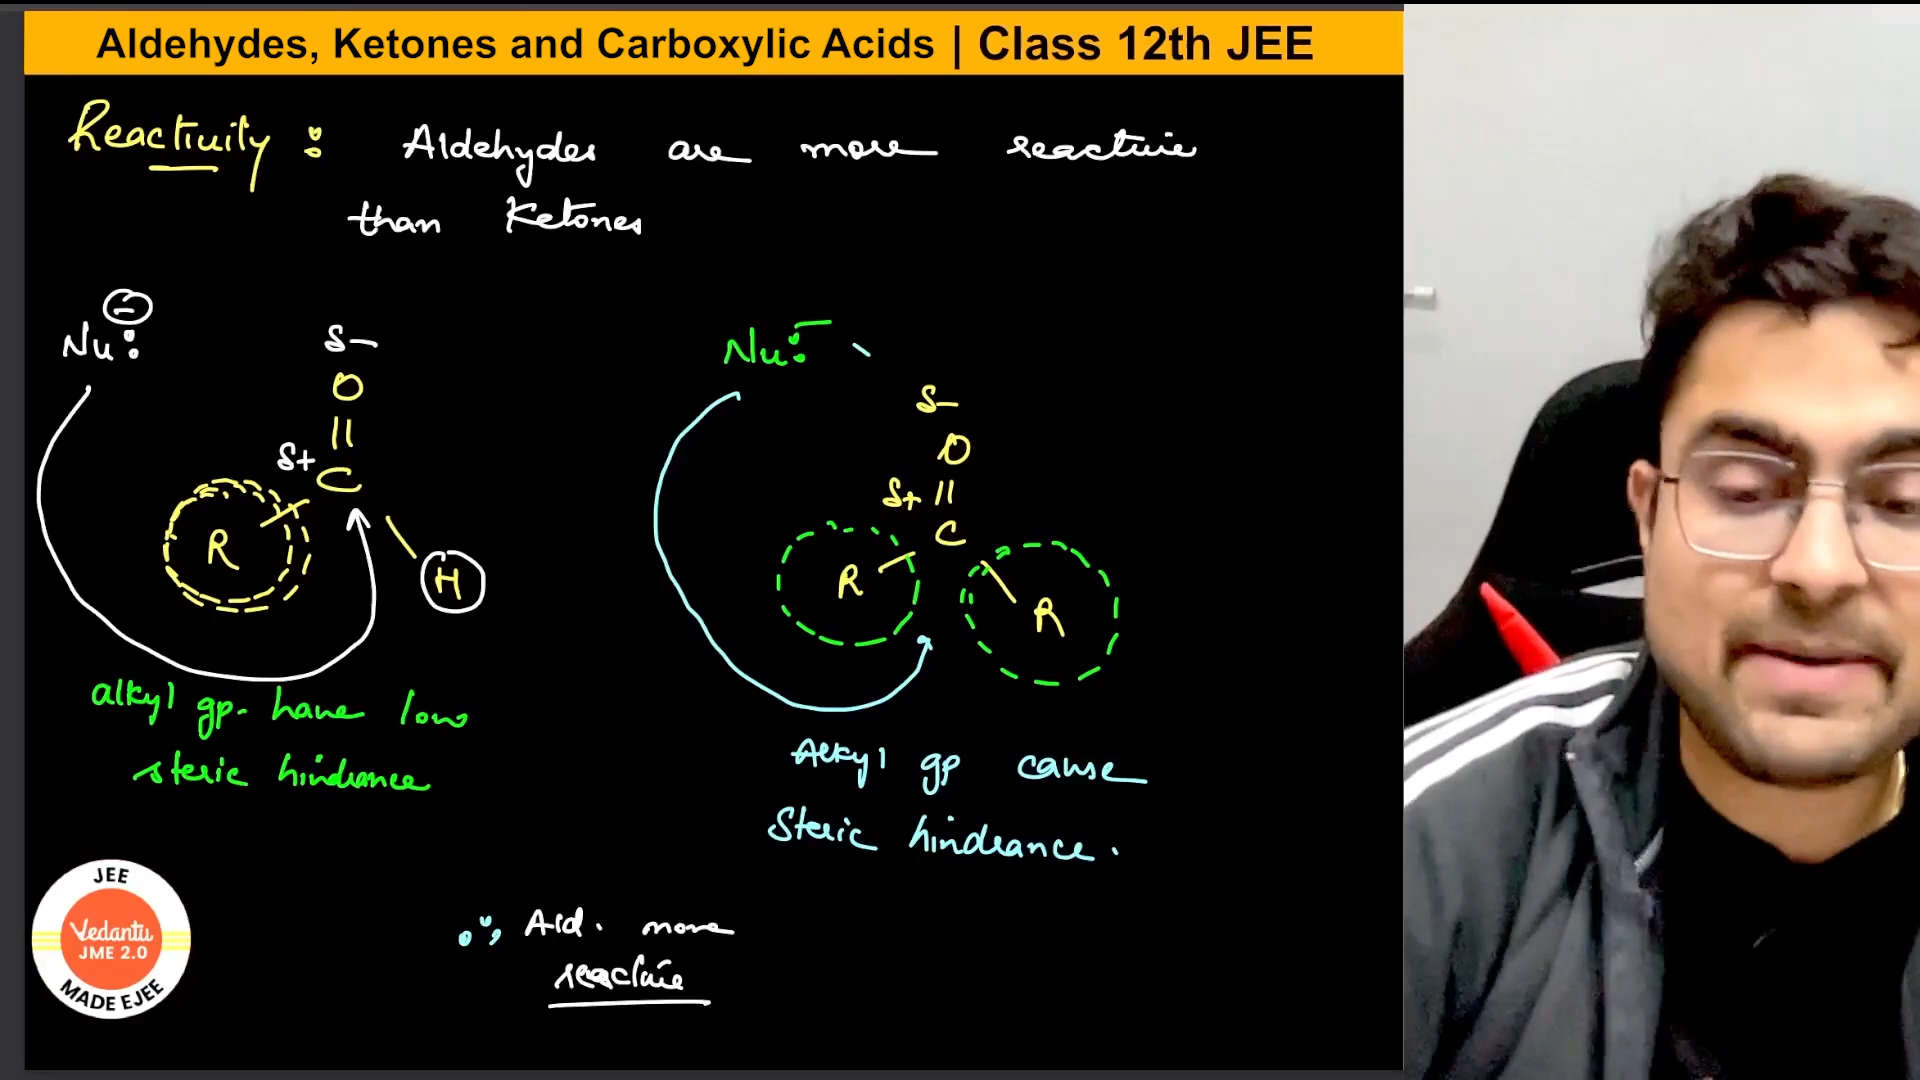 Aldehydes, Ketones and Carboxylic Acids | Class 12th JEE
Reactivity : Aldehydes are more reactive
than Ketones
Nu:⊖
δ-
O
||
δ+
C
R
H
alkyl gp. have low
steric hindrance
Nu:-
δ-
O
δ+ ||
C
R
R
Alkyl gp cause
Steric hindrance.
∴, Ald. more
reactive
JEE
Vedantu
JME 2.0
MADE EJEE